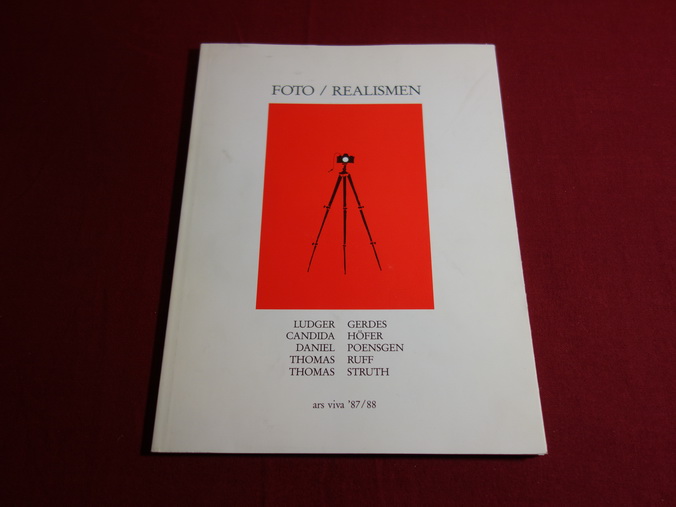 FOTO / REALISMEN
LUDGER GERDES
CANDIDA HÖFER
DANIEL POENSGEN
THOMAS RUFF
THOMAS STRUTH
ars viva '87/88